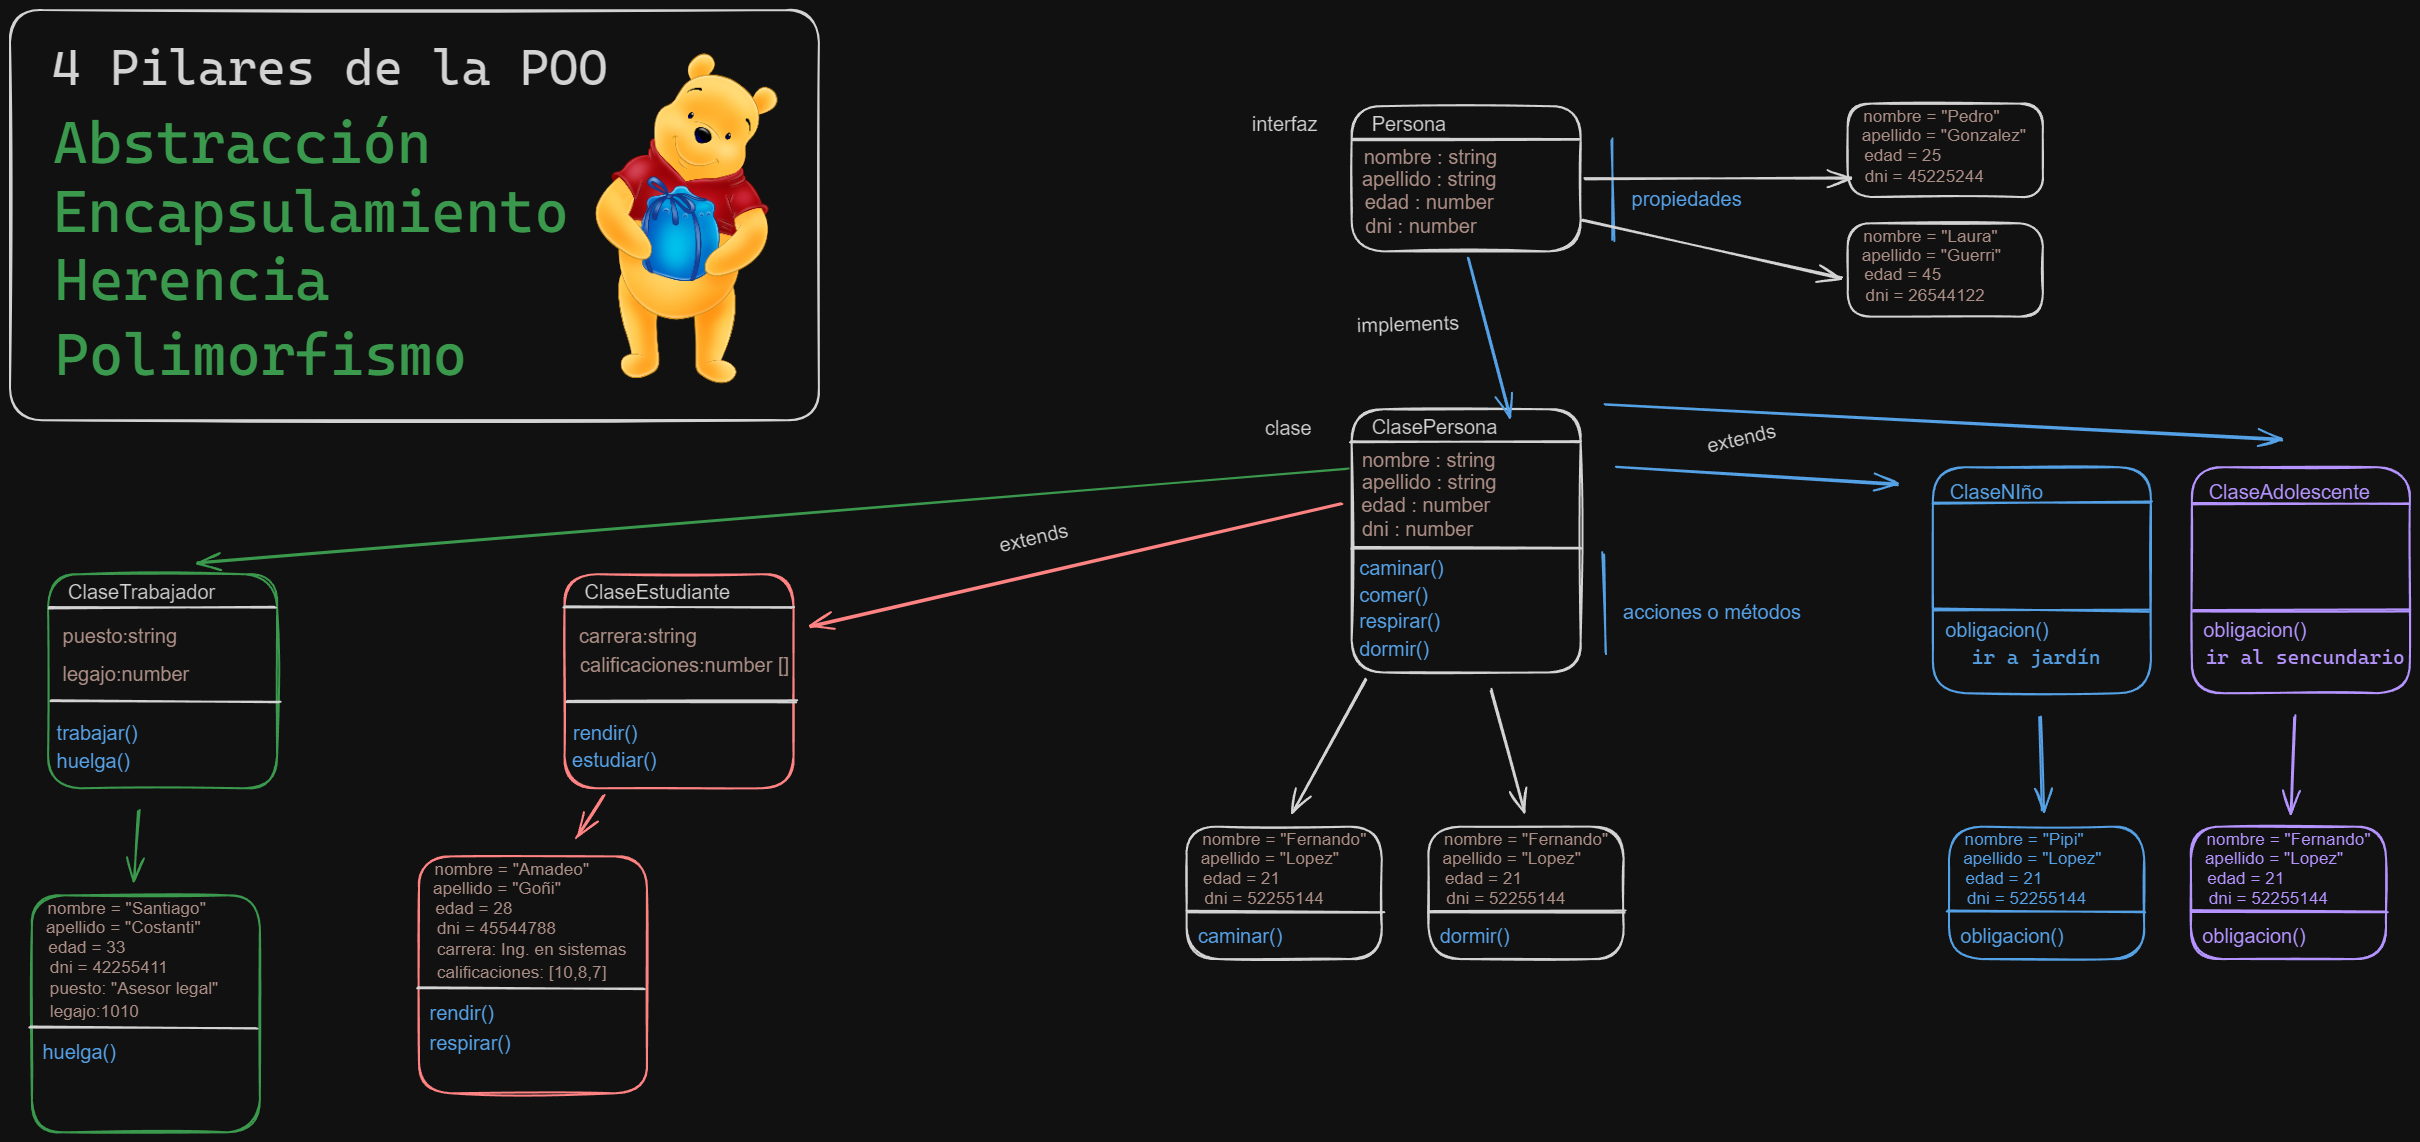 4 Pilares de la POO
Abstracción
Encapsulamiento
Herencia
Polimorfismo
interfaz
Persona
nombre : string
apellido : string
edad : number
dni : number
propiedades
nombre = "Pedro"
apellido = "Gonzalez"
edad = 25
dni = 45225244
nombre = "Laura"
apellido = "Guerri"
edad = 45
dni = 26544122
implements
clase
ClasePersona
nombre : string
apellido : string
edad : number
dni : number
caminar()
comer()
respirar()
dormir()
acciones o métodos
extends
extends
ClaseTrabajador
puesto:string
legajo:number
trabajar()
huelga()
ClaseEstudiante
carrera:string
calificaciones:number []
rendir()
estudiar()
ClaseNIño
obligacion()
ir a jardín
ClaseAdolescente
obligacion()
ir al sencundario
nombre = "Santiago"
apellido = "Costanti"
edad = 33
dni = 42255411
puesto: "Asesor legal"
legajo:1010
huelga()
nombre = "Amadeo"
apellido = "Goñi"
edad = 28
dni = 45544788
carrera: Ing. en sistemas
calificaciones: [10,8,7]
rendir()
respirar()
nombre = "Fernando"
apellido = "Lopez"
edad = 21
dni = 52255144
caminar()
nombre = "Fernando"
apellido = "Lopez"
edad = 21
dni = 52255144
dormir()
nombre = "Pipi"
apellido = "Lopez"
edad = 21
dni = 52255144
obligacion()
nombre = "Fernando"
apellido = "Lopez"
edad = 21
dni = 52255144
obligacion()